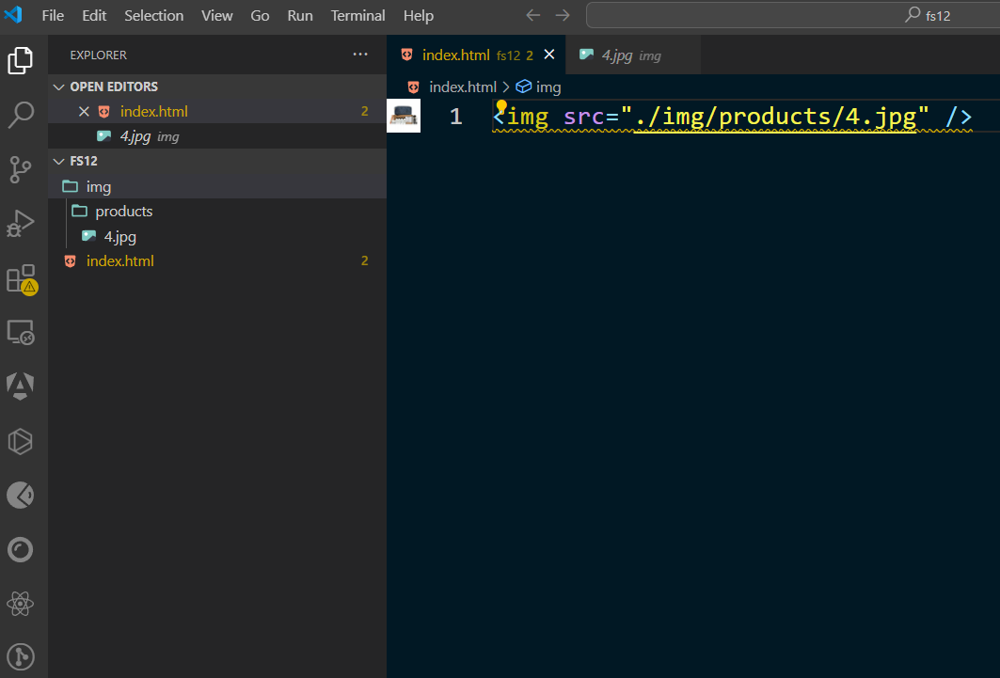 File Edit Selection View Go Run Terminal Help
fs12
EXPLORER
OPEN EDITORS
index.html 2
4.jpg img
FS12
img
products
4.jpg
index.html 2
index.html fs12 2
4.jpg img
index.html > img
1 <img src="./img/products/4.jpg" />